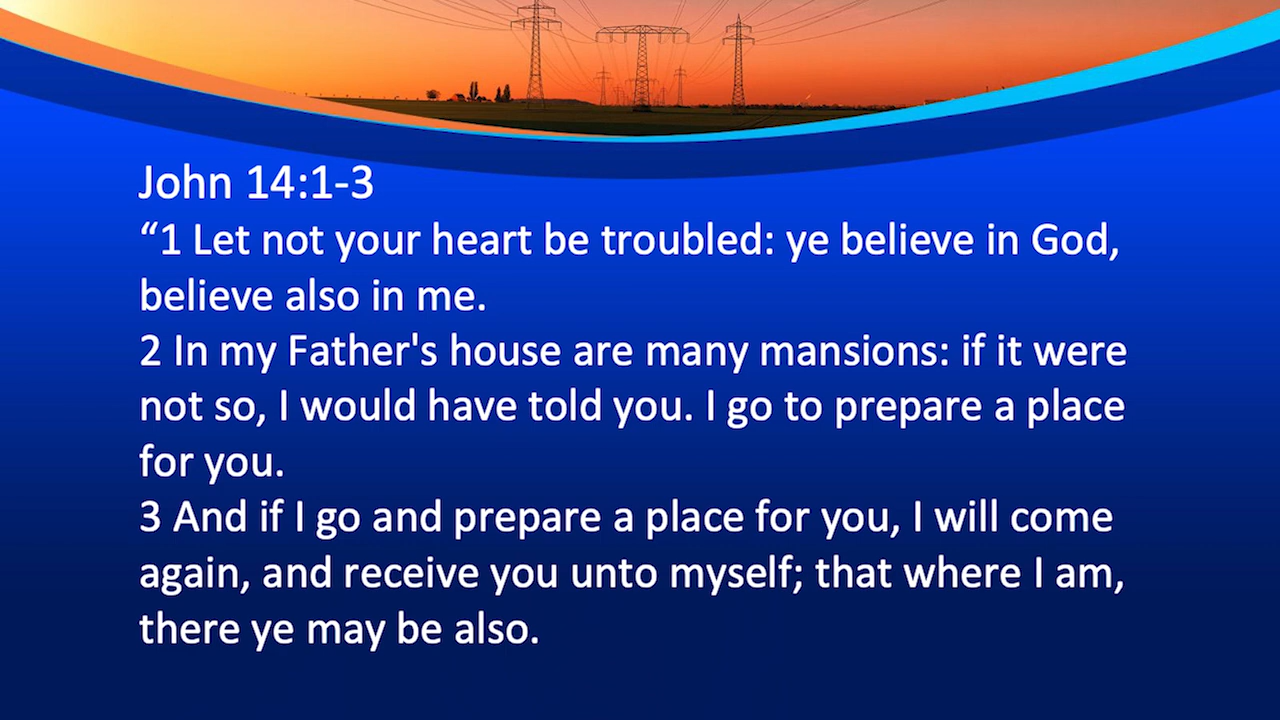 John 14:1-3
“1 Let not your heart be troubled: ye believe in God,
believe also in me.
2 In my Father's house are many mansions: if it were
not so, I would have told you. I go to prepare a place
for you.
3 And if I go and prepare a place for you, I will come
again, and receive you unto myself; that where I am,
there ye may be also.